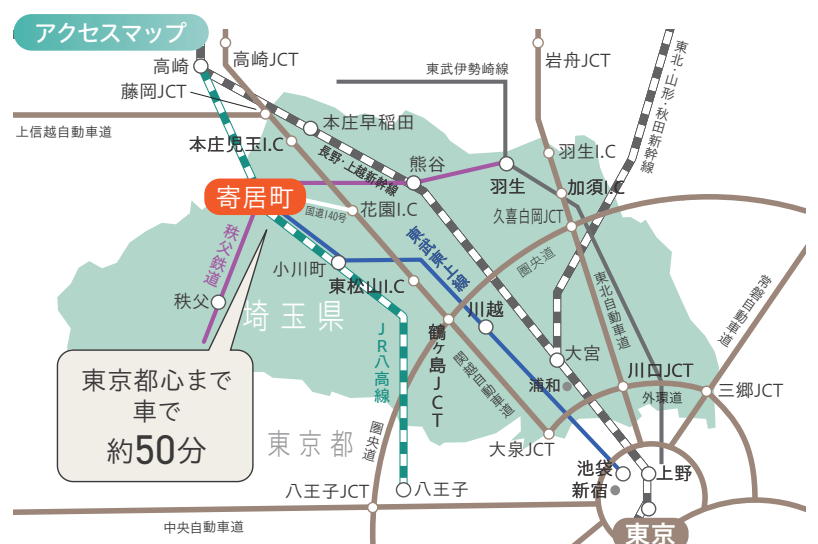 アクセスマップ
高崎
高崎JCT
岩舟JCT
東武伊勢崎線
東北・山形・秋田新幹線
藤岡JCT
上信越自動車道
本庄早稲田
本庄児玉I.C
長野・上越新幹線
熊谷
羽生
羽生I.C
加須I.C
寄居町
国道140号
花園I.C
久喜白岡JCT
秩父鉄道
小川町
東武東上線
圏央道
東松山I.C
東北自動車道
常磐自動車道
秩父
埼玉県
川越
JR八高線
鶴ヶ島JCT
関越自動車道
大宮
浦和
川口JCT
外環道
三郷JCT
東京都心まで
車で
約50分
東京都
圏央道
大泉JCT
池袋
新宿
上野
八王子JCT
八王子
中央自動車道
東京